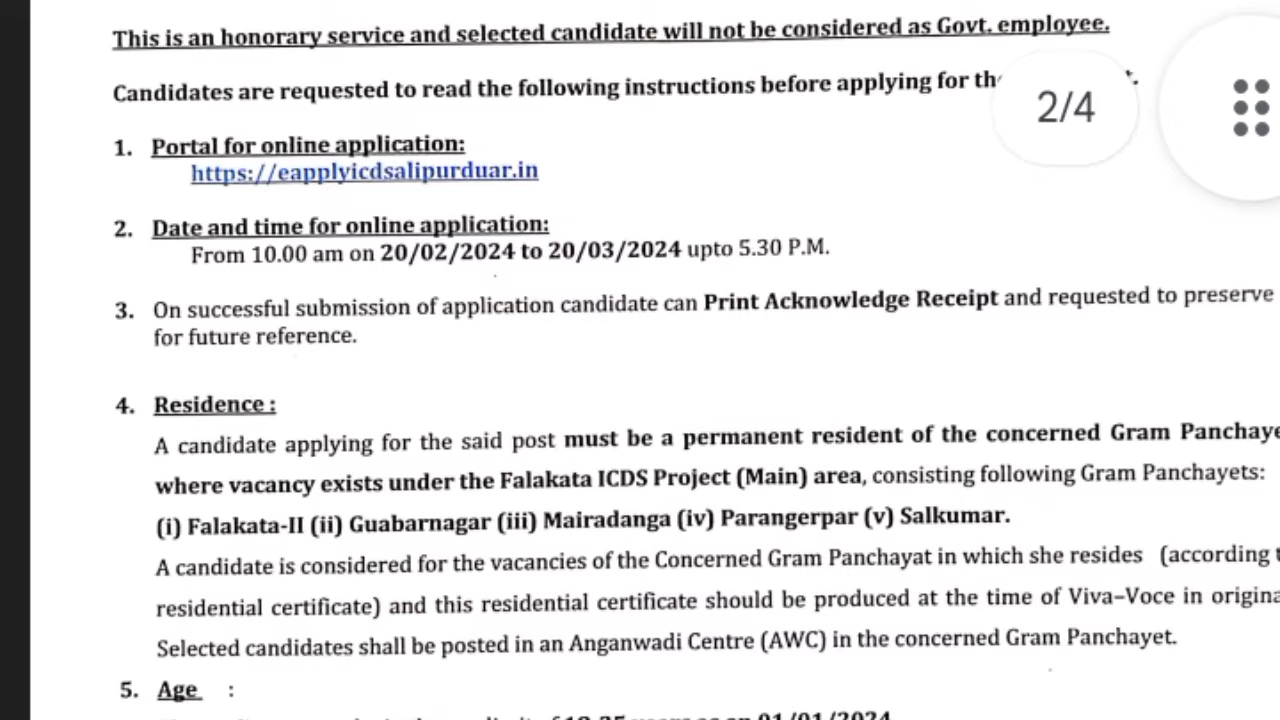 This is an honorary service and selected candidate will not be considered as Govt. employee.
Candidates are requested to read the following instructions before applying for
2/4
1. Portal for online application:
https://eapplyicdsalipurduar.in
2. Date and time for online application:
From 10.00 am on 20/02/2024 to 20/03/2024 upto 5.30 P.M.
3. On successful submission of application candidate can Print Acknowledge Receipt and requested to preserve
for future reference.
4. Residence :
A candidate applying for the said post must be a permanent resident of the concerned Gram Panchaye
where vacancy exists under the Falakata ICDS Project (Main) area, consisting following Gram Panchayets:
(i) Falakata-II (ii) Guabarnagar (iii) Mairadanga (iv) Parangerpar (v) Salkumar.
A candidate is considered for the vacancies of the Concerned Gram Panchayat in which she resides (according
residential certificate) and this residential certificate should be produced at the time of Viva–Voce in origina
Selected candidates shall be posted in an Anganwadi Centre (AWC) in the concerned Gram Panchayet.
5. Age :